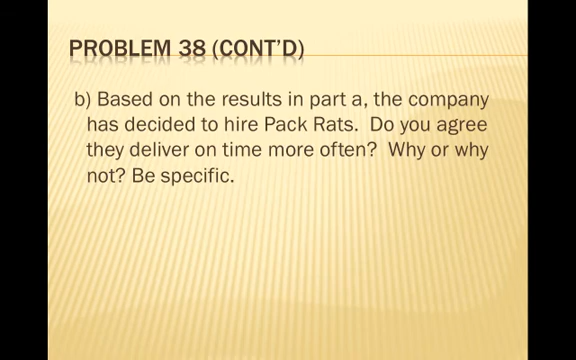 PROBLEM 38 (CONT'D)
b) Based on the results in part a, the company
has decided to hire Pack Rats. Do you agree
they deliver on time more often? Why or why
not? Be specific.